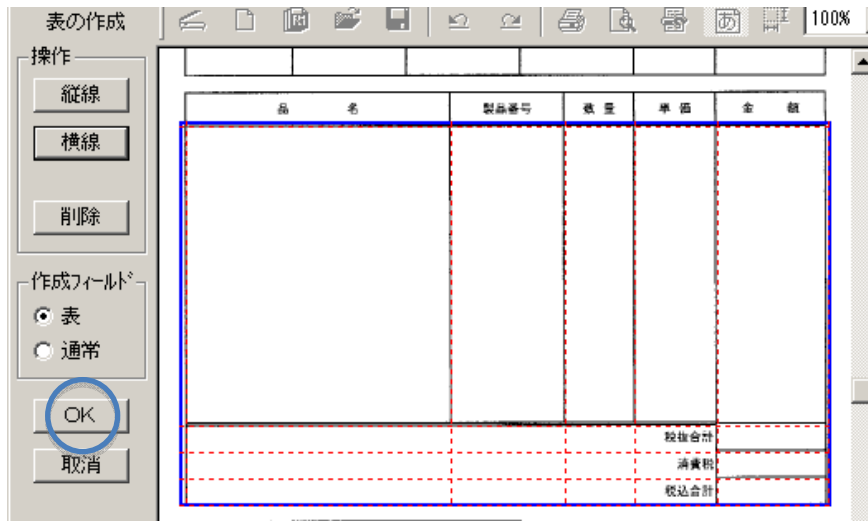 表の作成
100%
操作
縦線
横線
削除
作成フィールド
表
通常
OK
取消
品 名 製品番号 数量 単価 金 額
税抜合計
消費税
税込合計